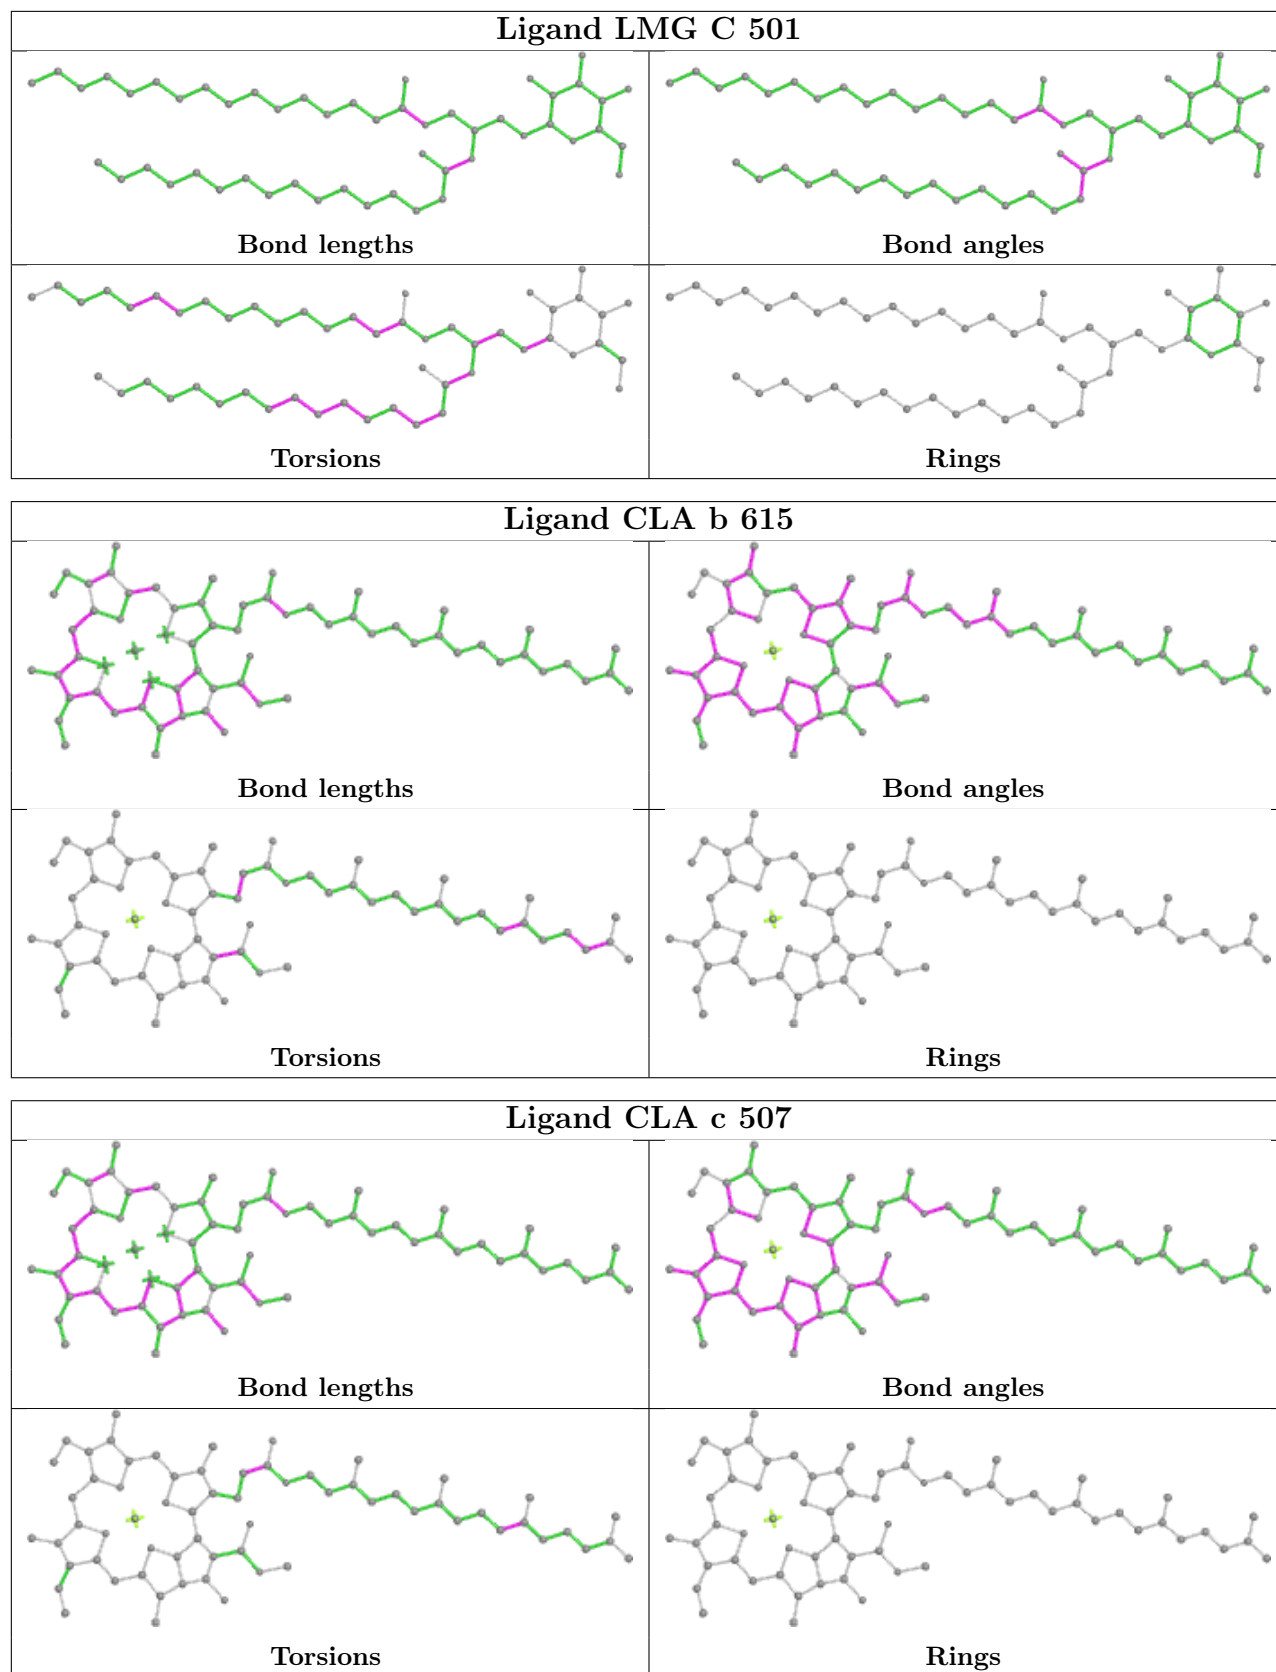 Ligand LMG C 501
Bond lengths
Bond angles
Torsions
Rings
Ligand CLA b 615
Bond lengths
Bond angles
Torsions
Rings
Ligand CLA c 507
Bond lengths
Bond angles
Torsions
Rings